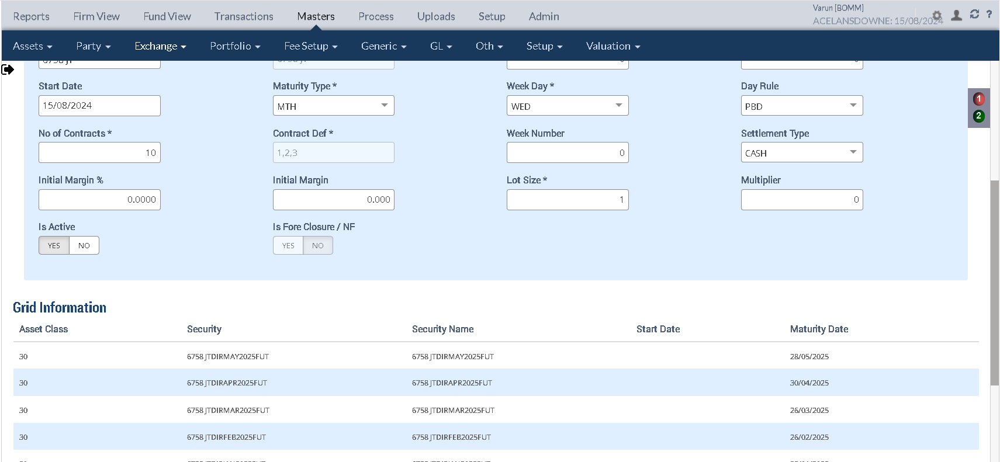 Reports Firm View Fund View Transactions Masters Process Uploads Setup Admin
Varun [BOMM]
ACELANSDOWNE: 15/08/2024
?
Assets Party Exchange Portfolio Fee Setup Generic GL Oth Setup Valuation
Start Date Maturity Type * Week Day * Day Rule
15/08/2024 MTH WED PBD
1
2
No of Contracts * Contract Def * Week Number Settlement Type
10 1,2,3 0 CASH
Initial Margin % Initial Margin Lot Size * Multiplier
0.0000 0.000 1 0
Is Active Is Fore Closure / NF
YES NO YES NO
Grid Information
Asset Class Security Security Name Start Date Maturity Date
30 6758 JTDIRMAY2025FUT 6758 JTDIRMAY2025FUT 28/05/2025
30 6758 JTDIRAPR2025FUT 6758 JTDIRAPR2025FUT 30/04/2025
30 6758 JTDIRMAR2025FUT 6758 JTDIRMAR2025FUT 26/03/2025
30 6758 JTDIRFEB2025FUT 6758 JTDIRFEB2025FUT 26/02/2025